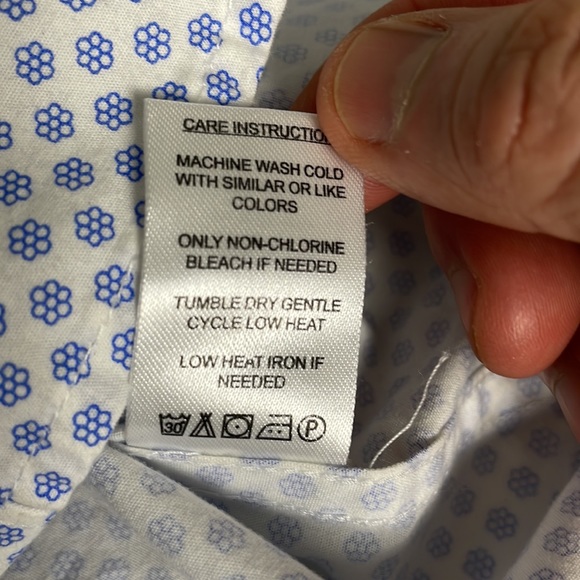 CARE INSTRUCTIO
MACHINE WASH COLD
WITH SIMILAR OR LIKE
COLORS
ONLY NON-CHLORINE
BLEACH IF NEEDED
TUMBLE DRY GENTLE
CYCLE LOW HEAT
LOW HEAT IRON IF
NEEDED
30 P